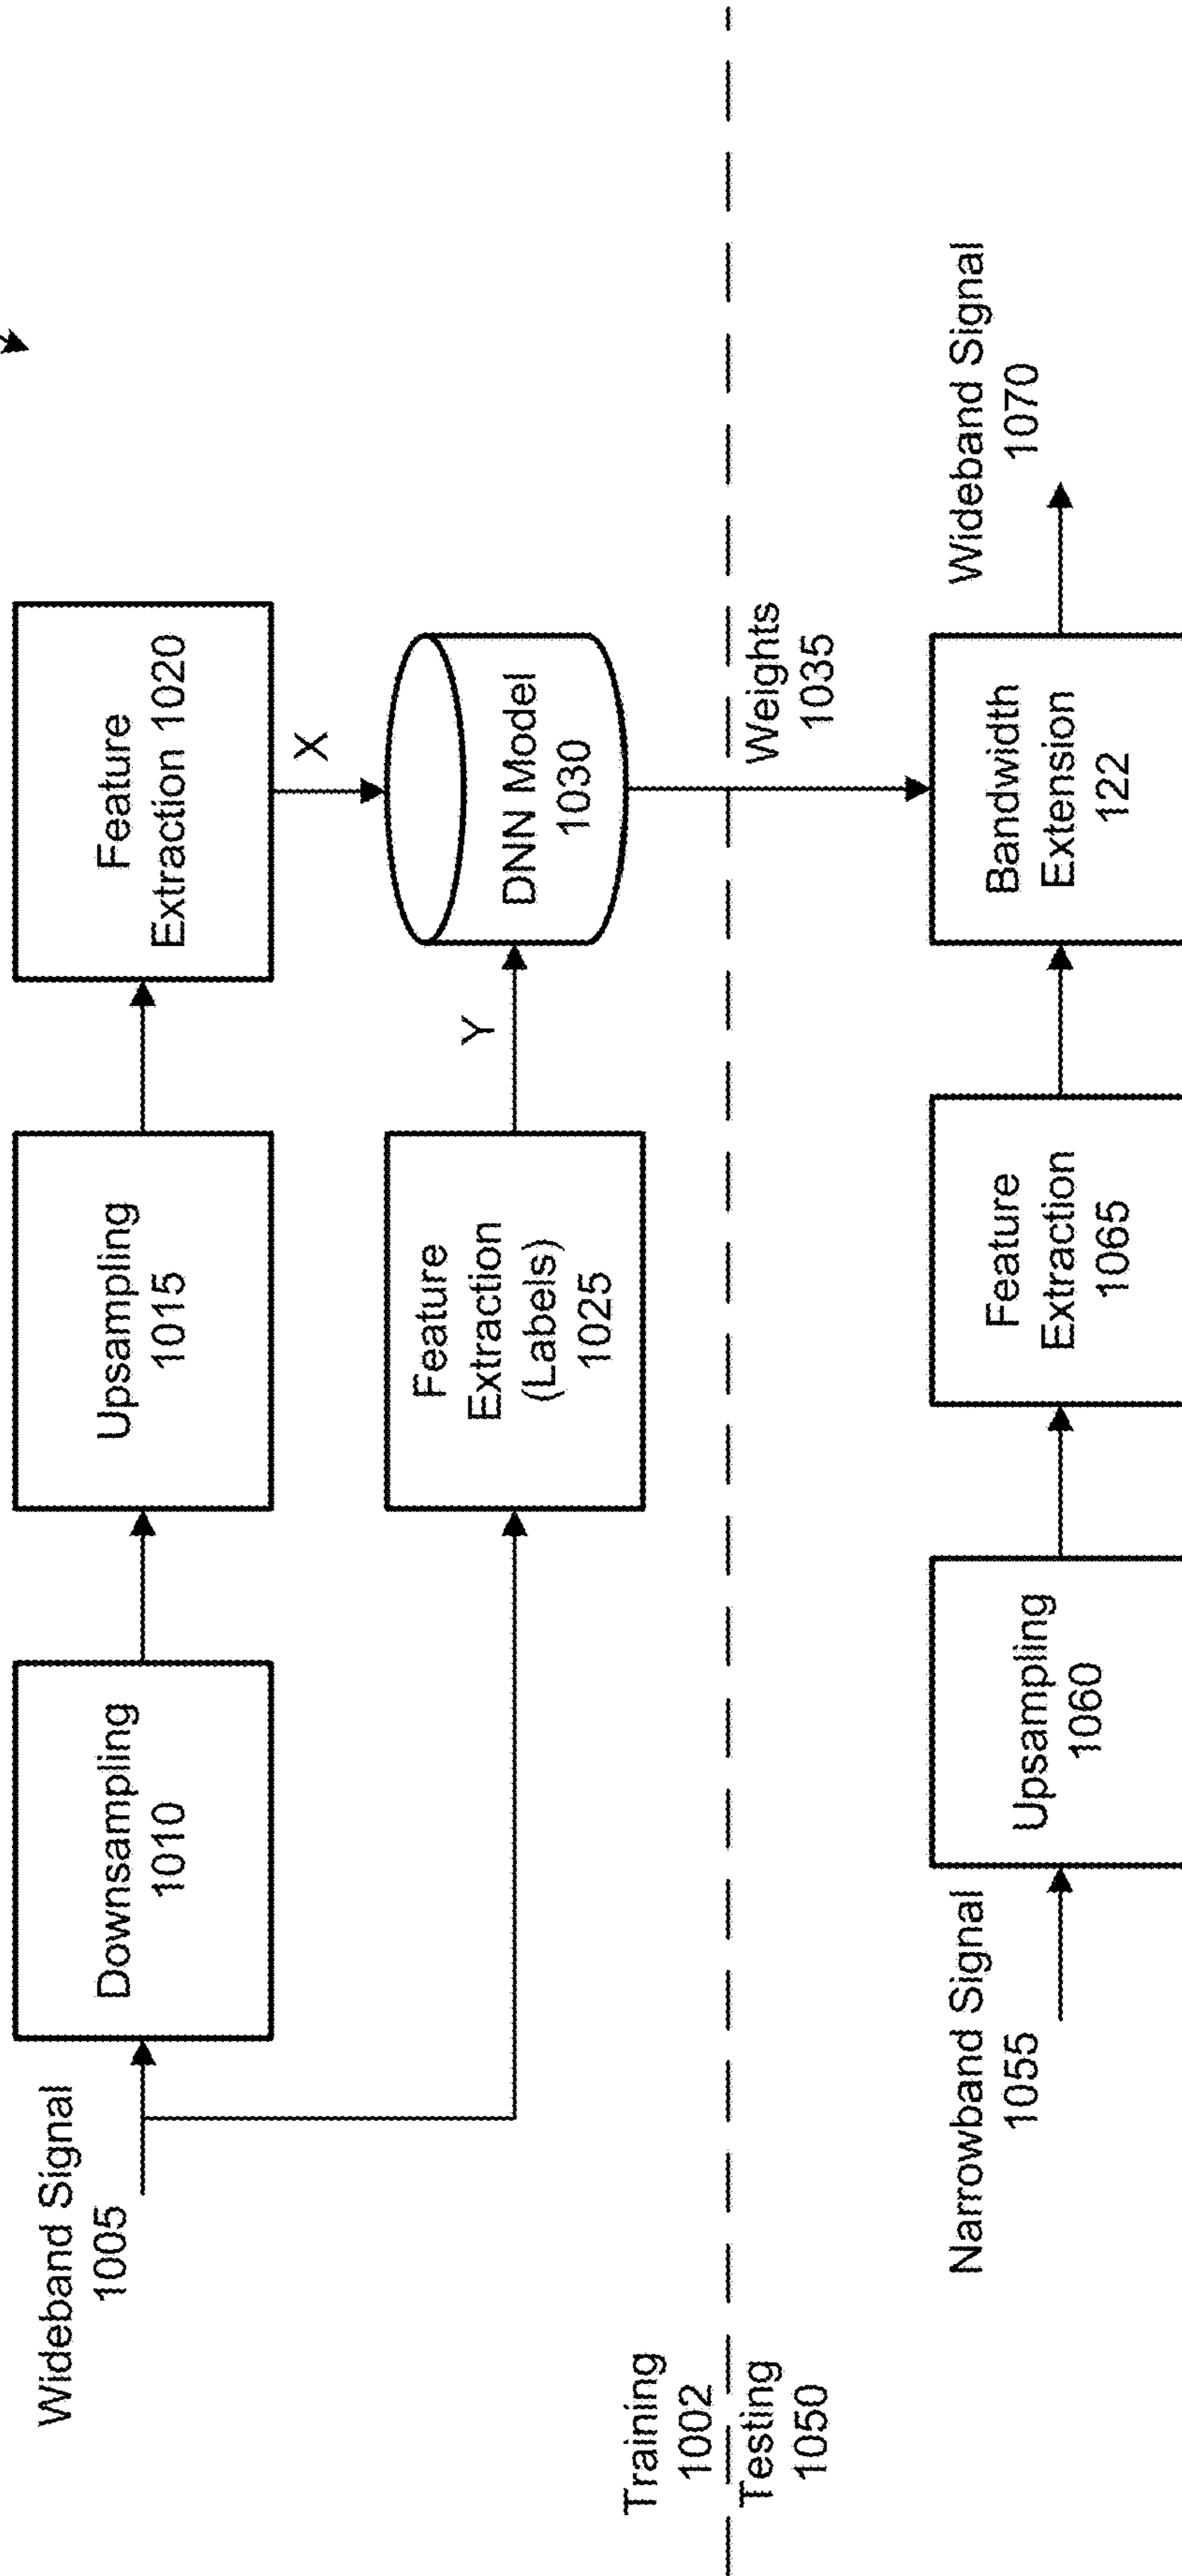 Wideband Signal
1005
Downsampling
1010
Upsampling
1015
Feature
Extraction 1020
X
Feature
Extraction
(Labels)
1025
Y
DNN Model
1030
Training
1002
Testing
1050
Weights
1035
Narrowband Signal
1055
Upsampling
1060
Feature
Extraction
1065
Bandwidth
Extension
122
Wideband Signal
1070